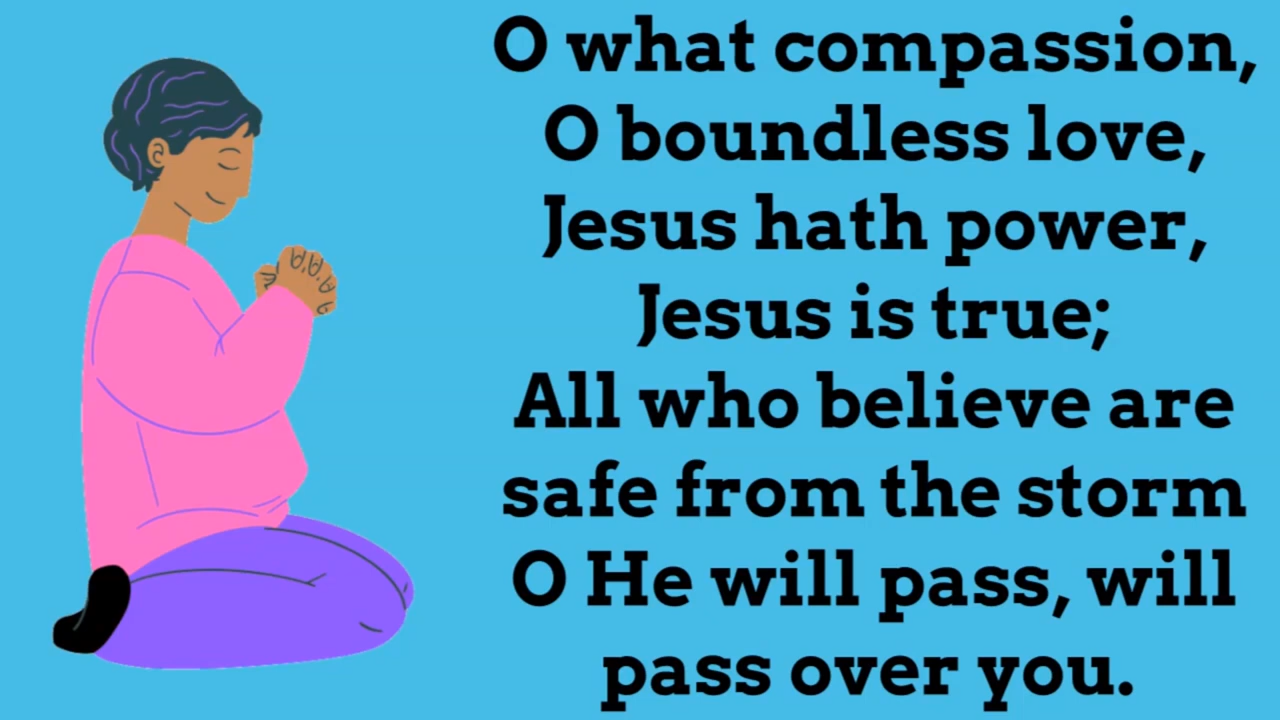 O what compassion,
O boundless love,
Jesus hath power,
Jesus is true;
All who believe are
safe from the storm
O He will pass, will
pass over you.